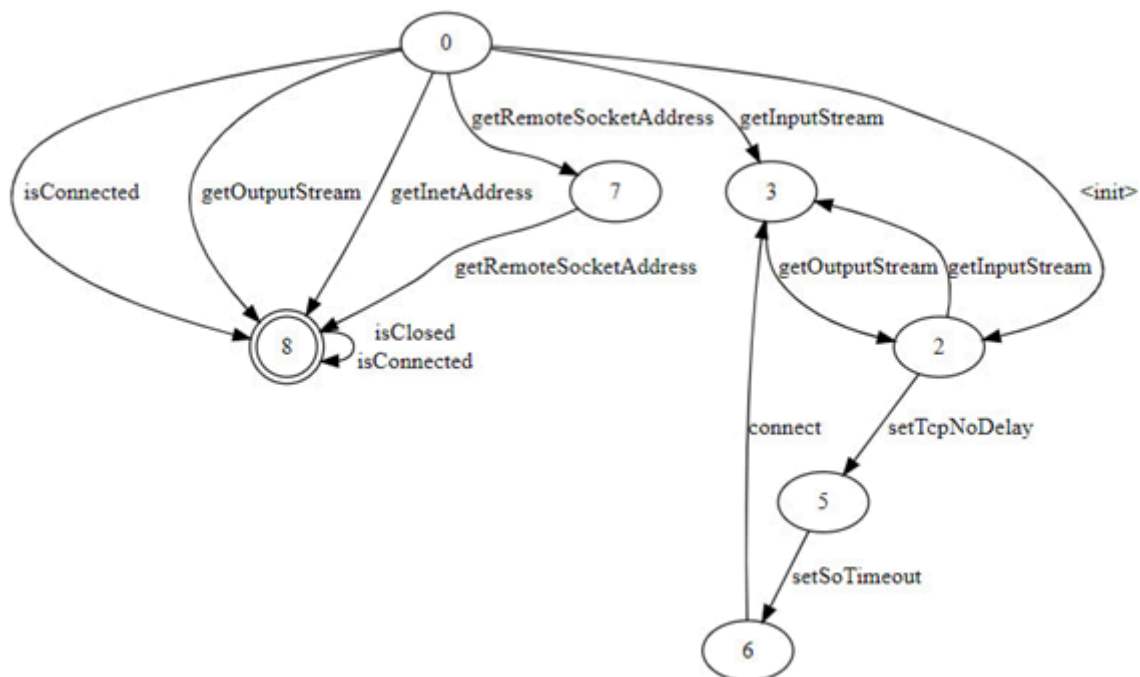 0
getRemoteSocketAddress
getInputStream
isConnected
getOutputStream
getInetAddress
7
3
<init>
getRemoteSocketAddress
getOutputStream
getInputStream
isClosed
8
isConnected
2
connect
setTcpNoDelay
5
setSoTimeout
6